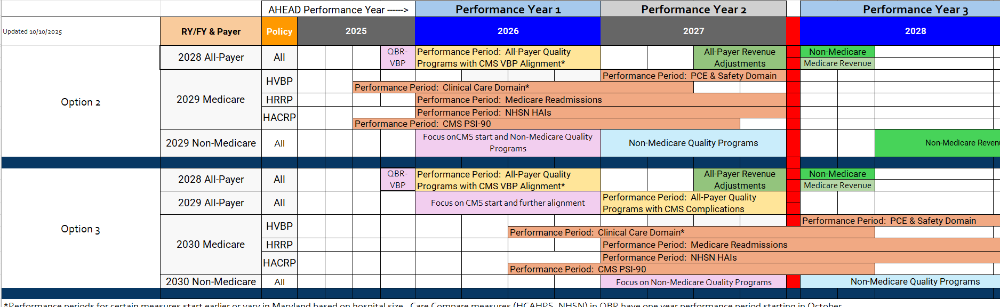 AHEAD Performance Year ------>
Performance Year 1
Performance Year 2
Performance Year 3
Updated 10/10/2025
RY/FY & Payer
Policy
2025
2026
2027
2028
Option 2
2028 All-Payer
All
QBR-
VBP
Performance Period: All-Payer Quality
Programs with CMS VBP Alignment*
All-Payer Revenue
Adjustments
Non-Medicare
Medicare Revenue
2029 Medicare
HVBP
Performance Period: PCE & Safety Domain
Performance Period: Clinical Care Domain*
HRRP
Performance Period: Medicare Readmissions
HACRP
Performance Period: NHSN HAIs
Performance Period: CMS PSI-90
2029 Non-Medicare
All
Focus onCMS start and Non-Medicare Quality
Programs
Non-Medicare Quality Programs
Non-Medicare Reven
Option 3
2028 All-Payer
All
QBR-
VBP
Performance Period: All-Payer Quality
Programs with CMS VBP Alignment*
All-Payer Revenue
Adjustments
Non-Medicare
Medicare Revenue
2029 All-Payer
All
Focus on CMS start and further alignment
Performance Period: All-Payer Quality
Programs with CMS Complications
2030 Medicare
HVBP
Performance Period: PCE & Safety Domain
Performance Period: Clinical Care Domain*
HRRP
Performance Period: Medicare Readmissions
HACRP
Performance Period: NHSN HAIs
Performance Period: CMS PSI-90
2030 Non-Medicare
All
Focus on Non-Medicare Quality Programs
Non-Medicare Quality Programs
*Performance periods for certain measures start earlier or vary in Maryland based on hospital size. Care Compare measures (HCAHPS, NHSN) in QBR have one year performance period starting in October